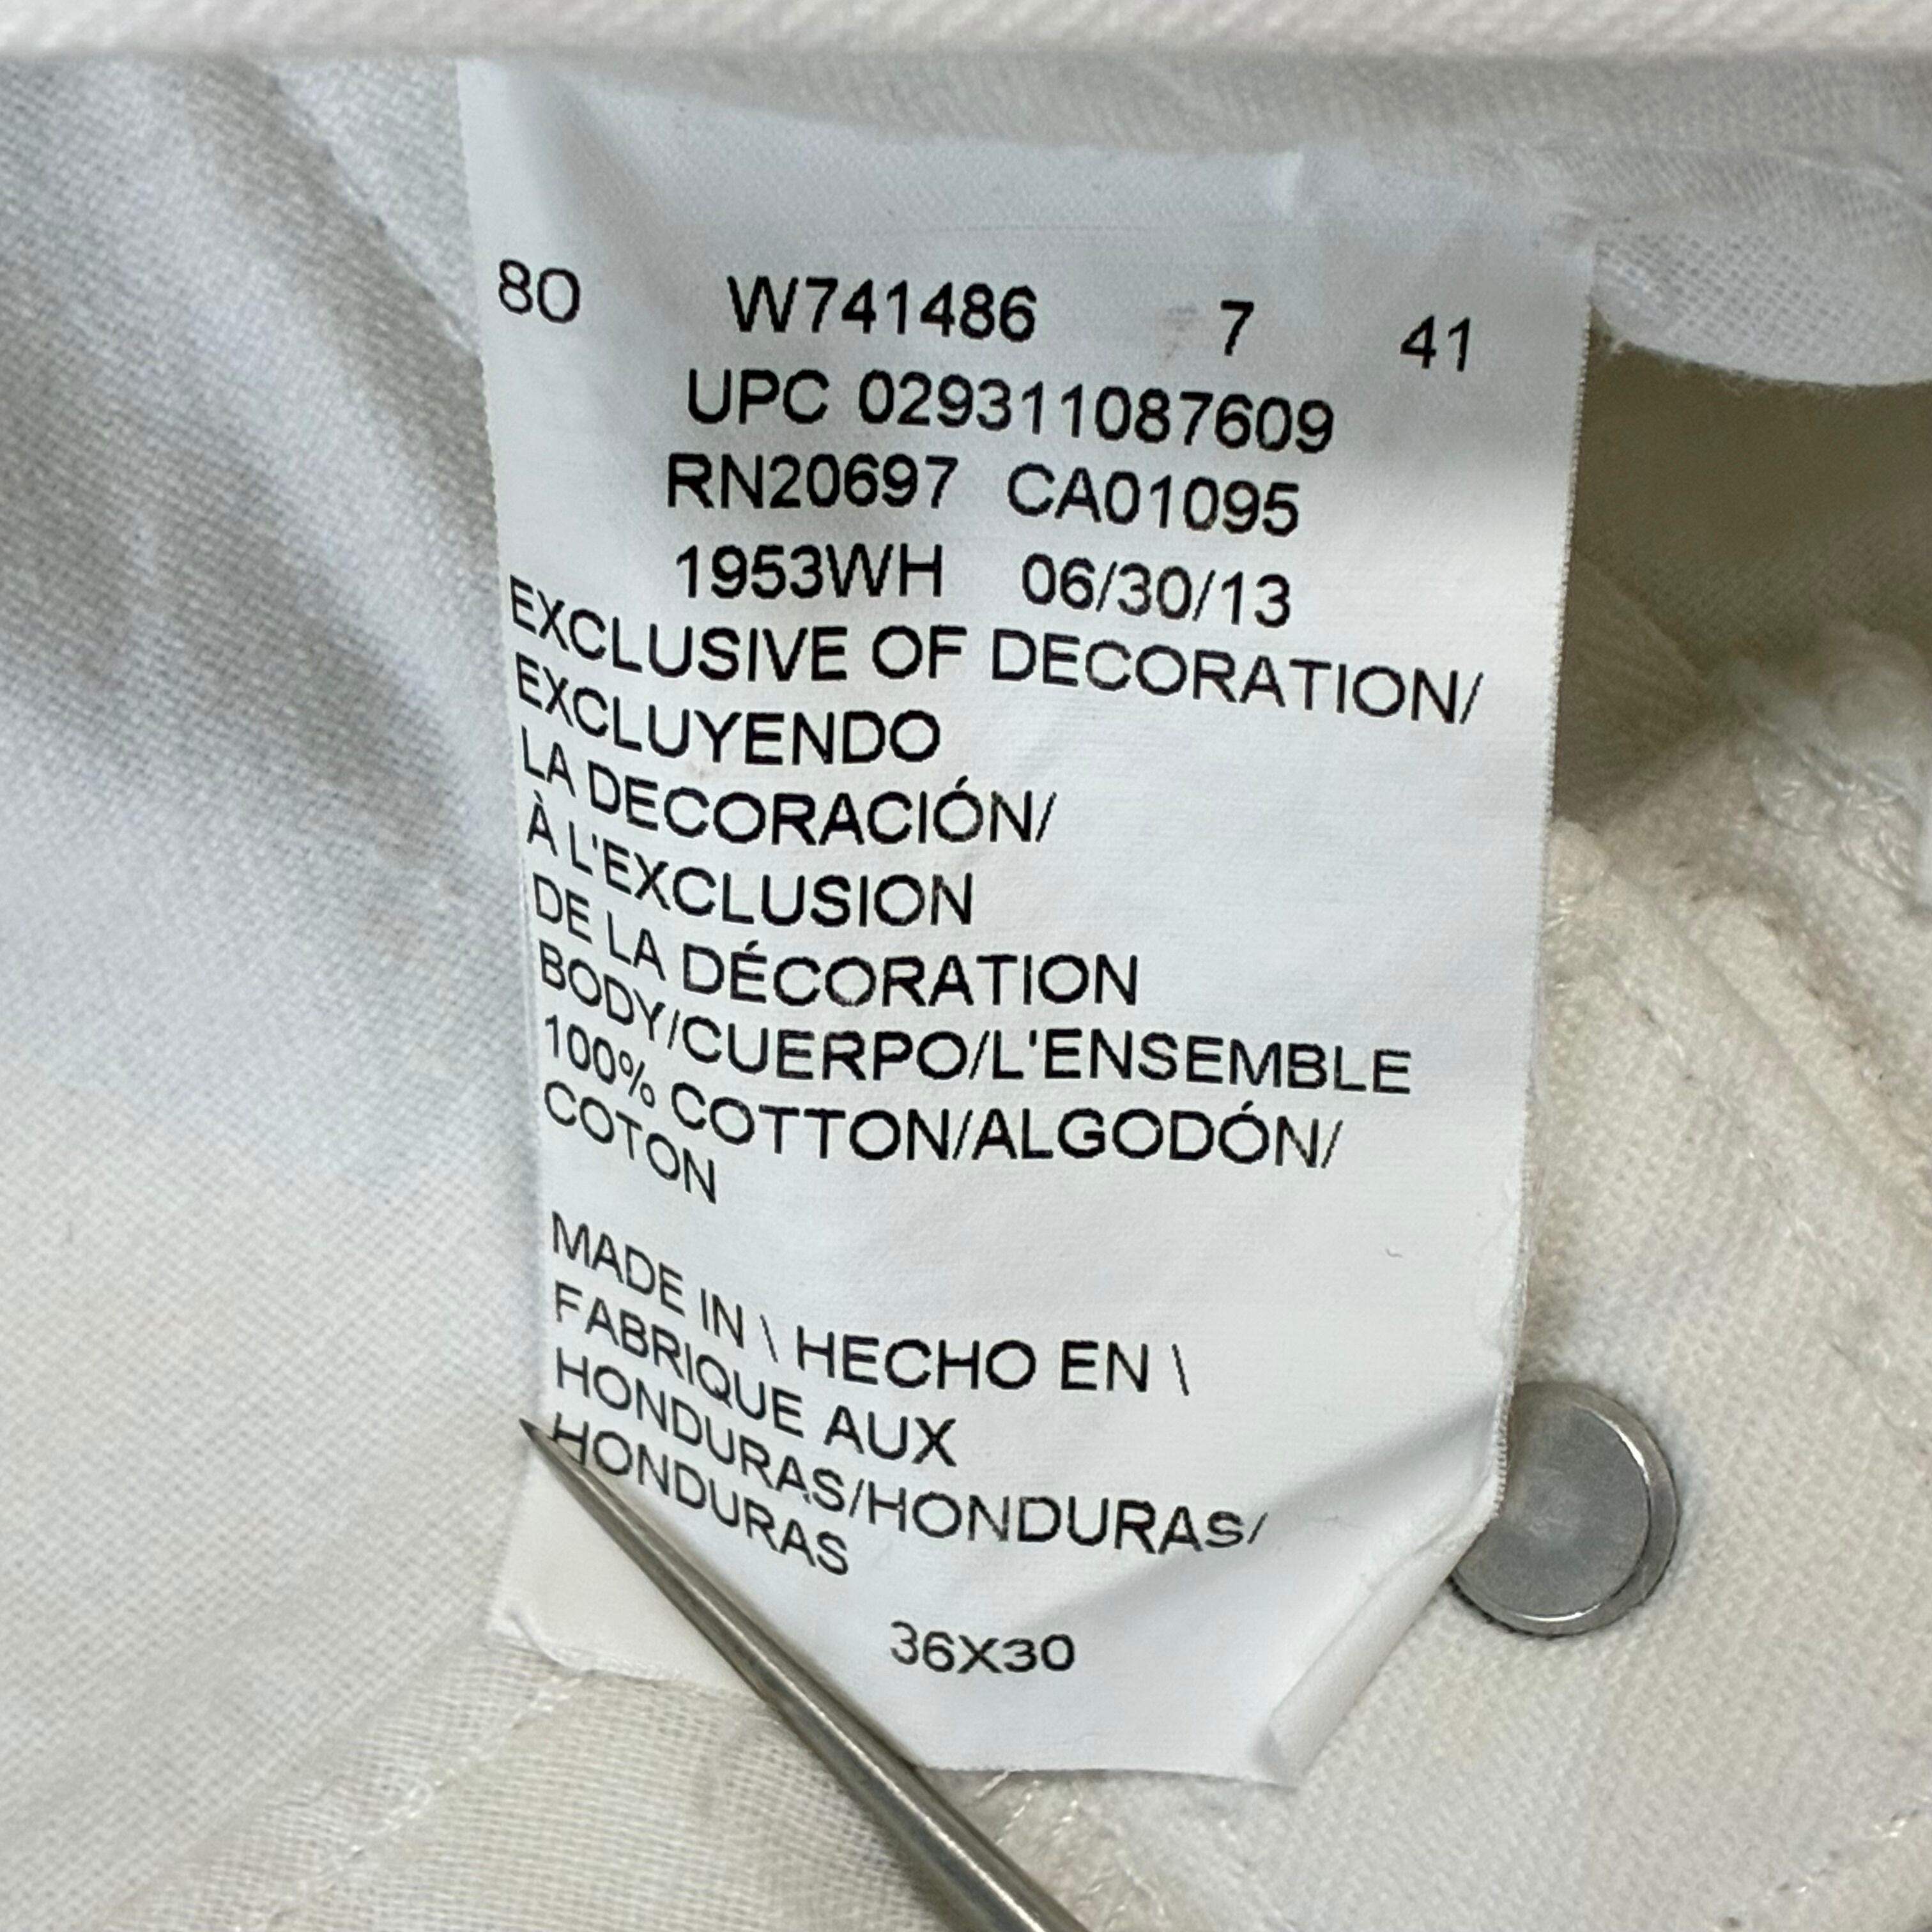 80 W741486 7 41
UPC 029311087609
RN20697 CA01095
1953WH 06/30/13
EXCLUSIVE OF DECORATION/
EXCLUYENDO
LA DECORACIÓN/
À L'EXCLUSION
DE LA DÉCORATION
BODY/CUERPO/L'ENSEMBLE
100% COTTON/ALGODÓN/
COTON
MADE IN \ HECHO EN \
FABRIQUE AUX
HONDURAS/HONDURAS/
HONDURAS
36X30